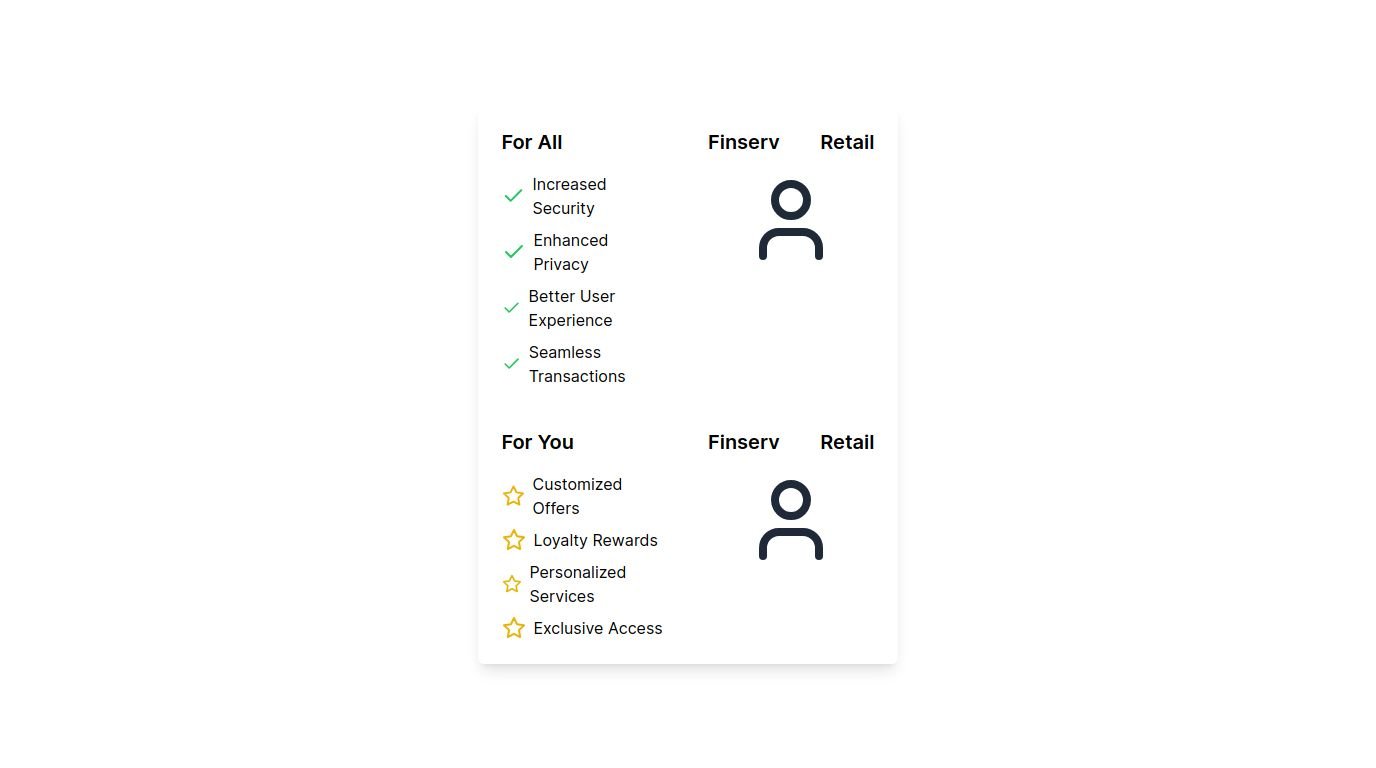 For All
Finserv
Retail
Increased
Security
Enhanced
Privacy
Better User
Experience
Seamless
Transactions
For You
Finserv
Retail
Customized
Offers
Loyalty Rewards
Personalized
Services
Exclusive Access